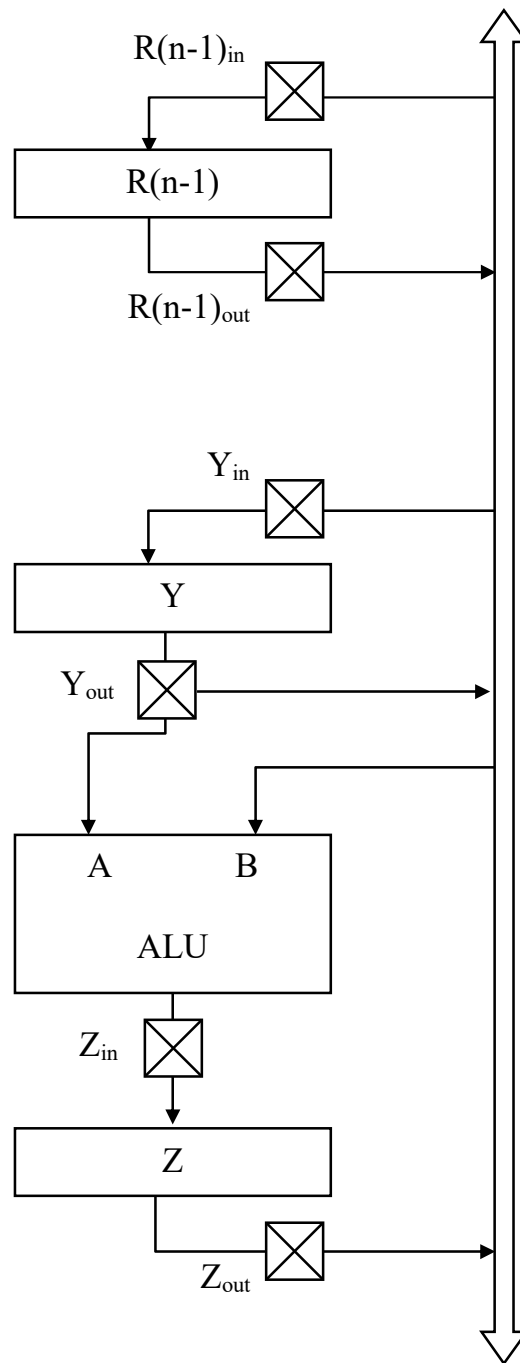 R(n-1)in
R(n-1)
R(n-1)out
Yin
Y
Yout
A B
ALU
Zin
Z
Zout